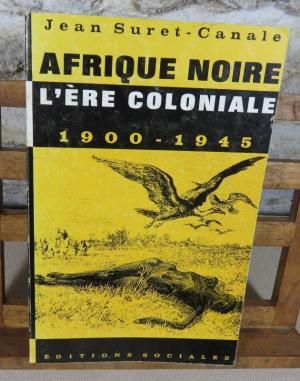 Jean Suret-Canale
AFRIQUE NOIRE
L'ÈRE COLONIALE
1900-1945
ÉDITIONS SOCIALES